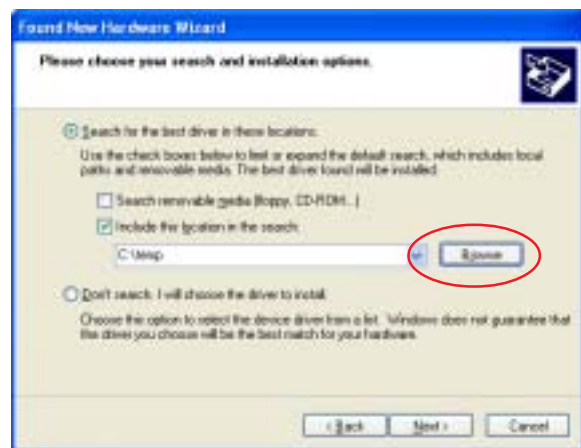 Found New Hardware Wizard
Please choose your search and installation options.
Search for the best driver in these locations.
Use the check boxes below to limit or expand the default search, which includes local
paths and removable media. The best driver found will be installed.
Search removable media (floppy, CD-ROM...)
Include this location in the search:
C:\temp
Browse
Don't search. I will choose the driver to install.
Choose this option to select the device driver from a list. Windows does not guarantee that
the driver you choose will be the best match for your hardware.
< Back
Next >
Cancel